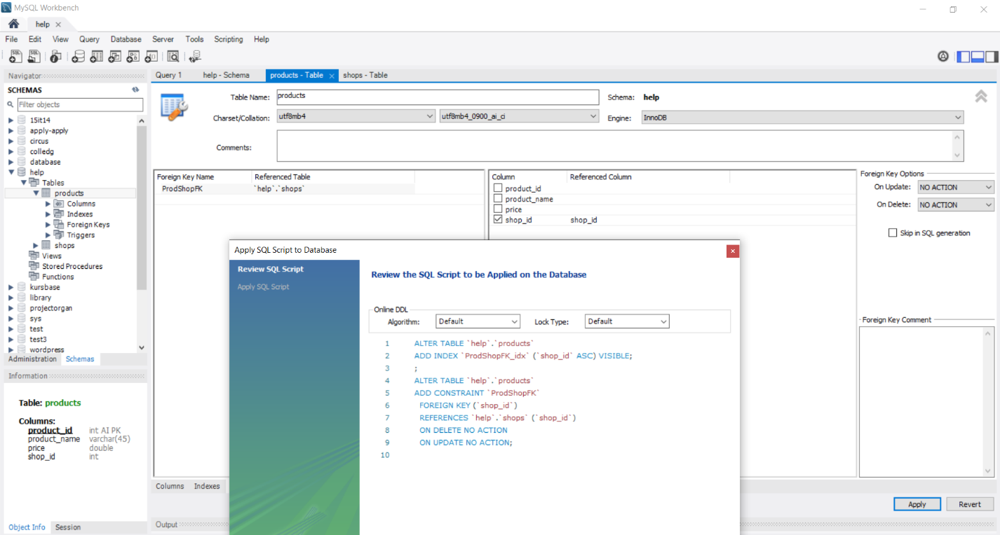 MySQL Workbench
help
File Edit View Query Database Server Tools Scripting Help
Navigator
SCHEMAS
Filter objects
15it14
apply-apply
circus
colledg
database
help
Tables
products
Columns
Indexes
Foreign Keys
Triggers
shops
Views
Stored Procedures
Functions
kursbase
library
projectorgan
sys
test
test3
wordpress
Administration Schemas
Information
Table: products
Columns:
product_id int AI PK
product_name varchar(45)
price double
shop_id int
Object Info Session
Query 1 help - Schema products - Table shops - Table
Table Name: products Schema: help
Charset/Collation: utf8mb4 utf8mb4_0900_ai_ci Engine: InnoDB
Comments:
Foreign Key Name Referenced Table
ProdShopFK `help`.`shops`
Column Referenced Column
product_id
product_name
price
shop_id shop_id
Foreign Key Options
On Update: NO ACTION
On Delete: NO ACTION
Skip in SQL generation
Foreign Key Comment
Apply SQL Script to Database
Review SQL Script
Apply SQL Script
Review the SQL Script to be Applied on the Database
Online DDL
Algorithm: Default Lock Type: Default
1 ALTER TABLE `help`.`products`
2 ADD INDEX `ProdShopFK_idx` (`shop_id` ASC) VISIBLE;
3 ;
4 ALTER TABLE `help`.`products`
5 ADD CONSTRAINT `ProdShopFK`
6 FOREIGN KEY (`shop_id`)
7 REFERENCES `help`.`shops` (`shop_id`)
8 ON DELETE NO ACTION
9 ON UPDATE NO ACTION;
10
Columns Indexes
Apply Revert
Output